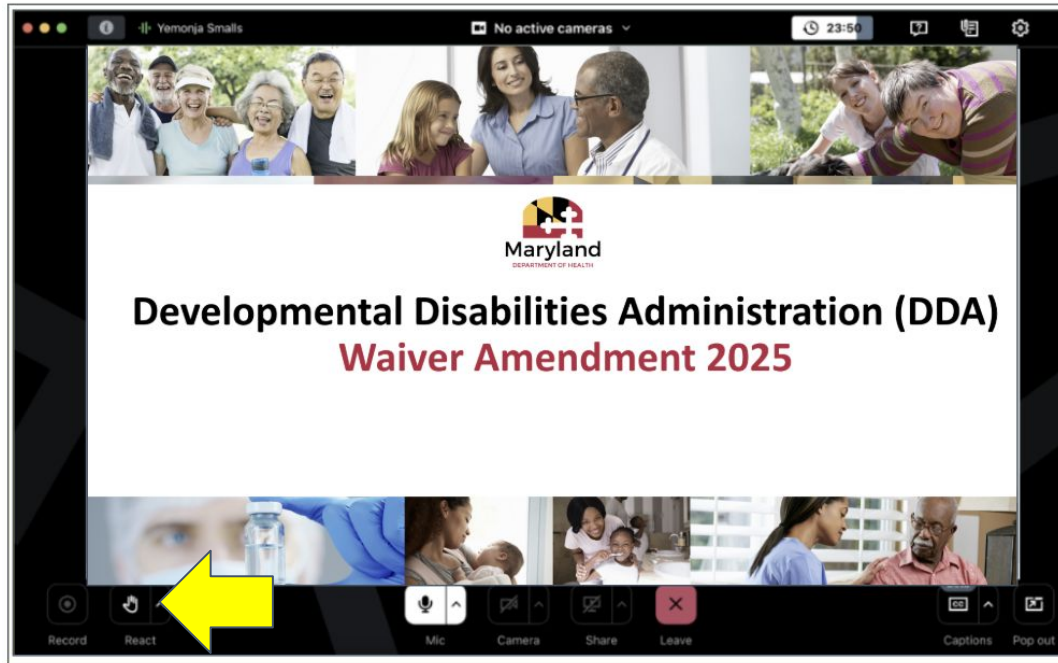 Yemonja Smalls
No active cameras
23:50
Maryland
DEPARTMENT OF HEALTH
Developmental Disabilities Administration (DDA)
Waiver Amendment 2025
CC
Record
React
Mic
Camera
Share
Leave
Captions
Pop out